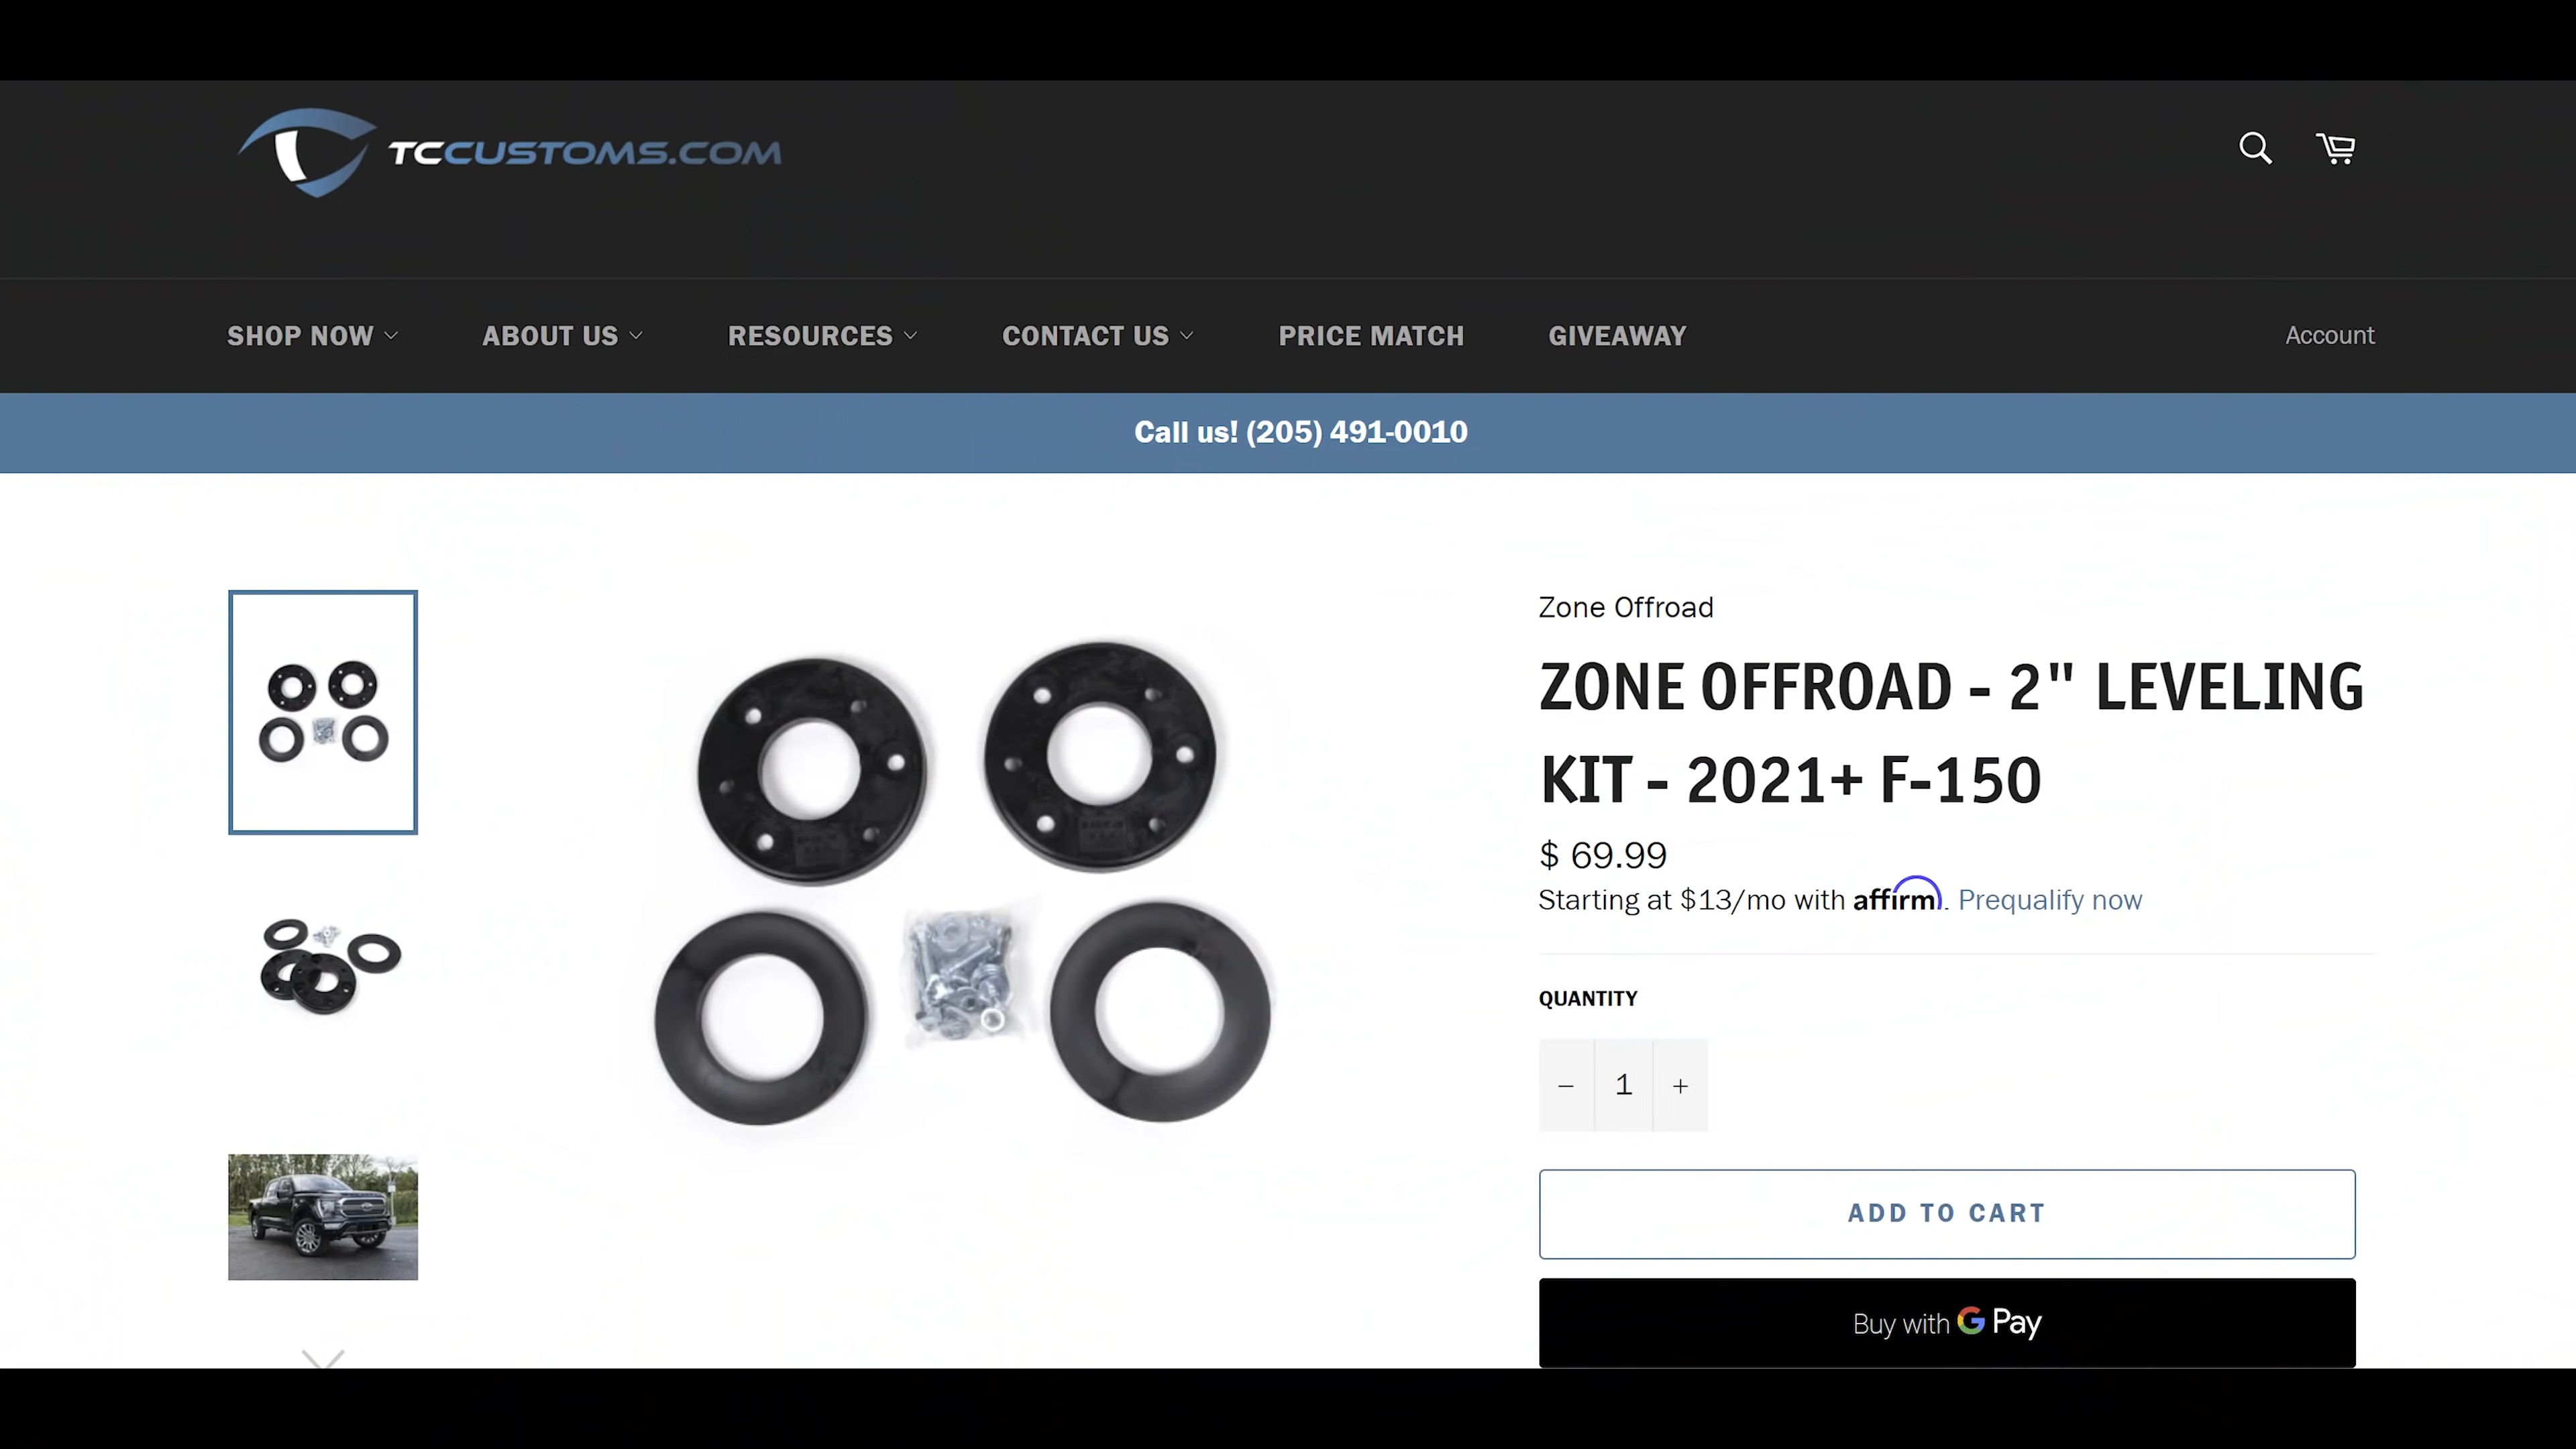 TCCUSTOMS.COM
SHOP NOW
ABOUT US
RESOURCES
CONTACT US
PRICE MATCH
GIVEAWAY
Account
Call us! (205) 491-0010
Zone Offroad
ZONE OFFROAD - 2" LEVELING
KIT - 2021+ F-150
$ 69.99
Starting at $13/mo with affirm. Prequalify now
QUANTITY
− 1 +
ADD TO CART
Buy with G Pay